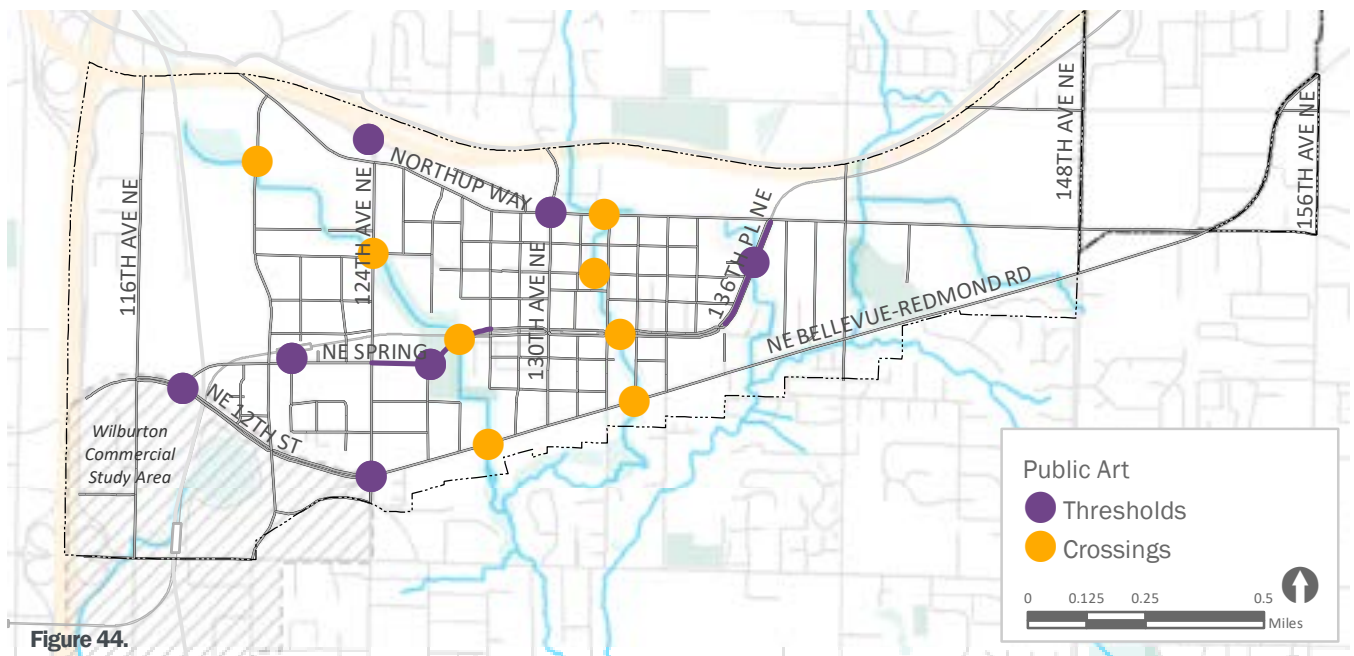 116TH AVE NE
124TH AVE NE
NORTHUP WAY
130TH AVE NE
136TH PL NE
148TH AVE NE
156TH AVE NE
NE BELLEVUE-REDMOND RD
NE SPRING
NE 12TH ST
Wilburton
Commercial
Study Area
Public Art
Thresholds
Crossings
0 0.125 0.25 0.5
Miles
Figure 44.